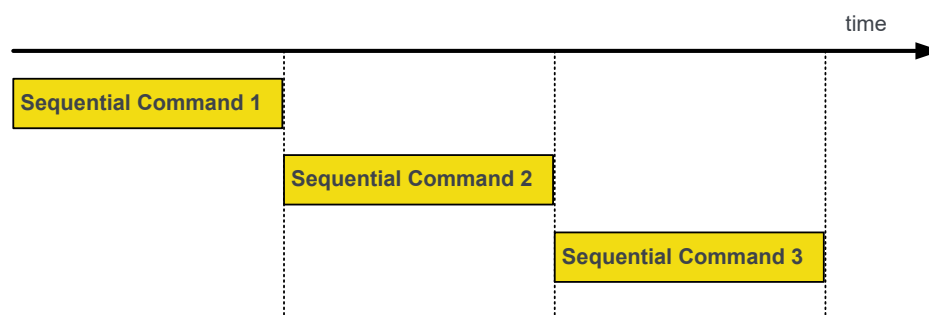 time
Sequential Command 1
Sequential Command 2
Sequential Command 3